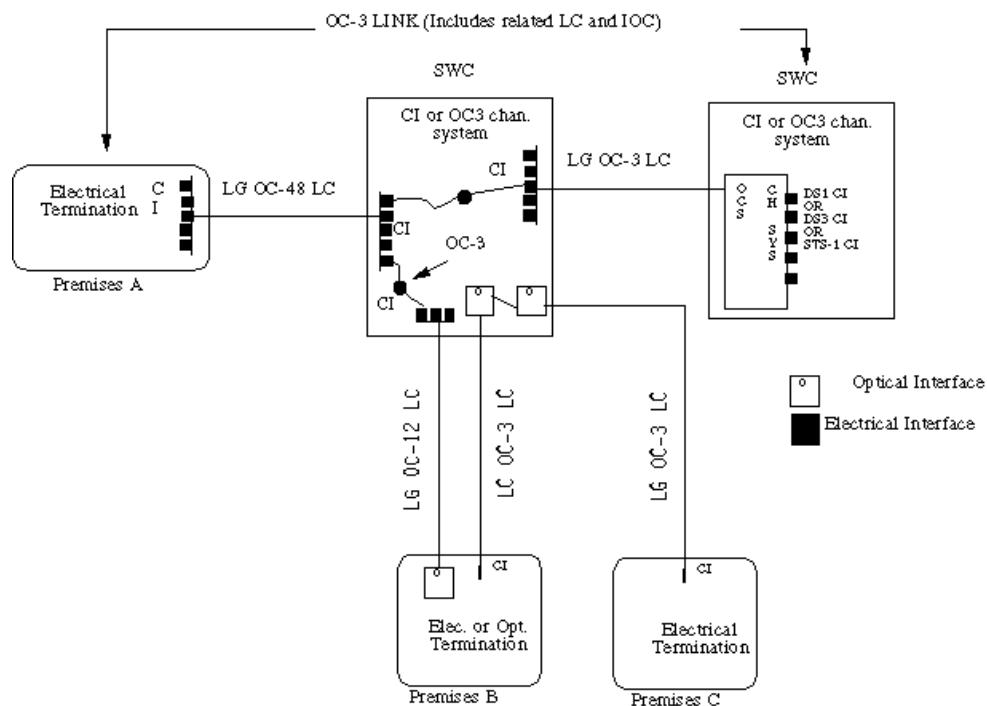 OC-3 LINK (Includes related LC and IOC)
SWC
SWC
CI or OC3 chan.
system
CI or OC3 chan.
system
Electrical
Termination
C
I
Premises A
LG OC-48 LC
CI
CI
OC-3
CI
LG OC-3 LC
O
C
S
C
H
S
Y
S
DS1 CI
OR
DS3 CI
OR
STS-1 CI
Optical Interface
Electrical Interface
LG OC-12 LC
LC OC-3 LC
LG OC-3 LC
CI
Elec. or Opt.
Termination
Premises B
CI
Electrical
Termination
Premises C